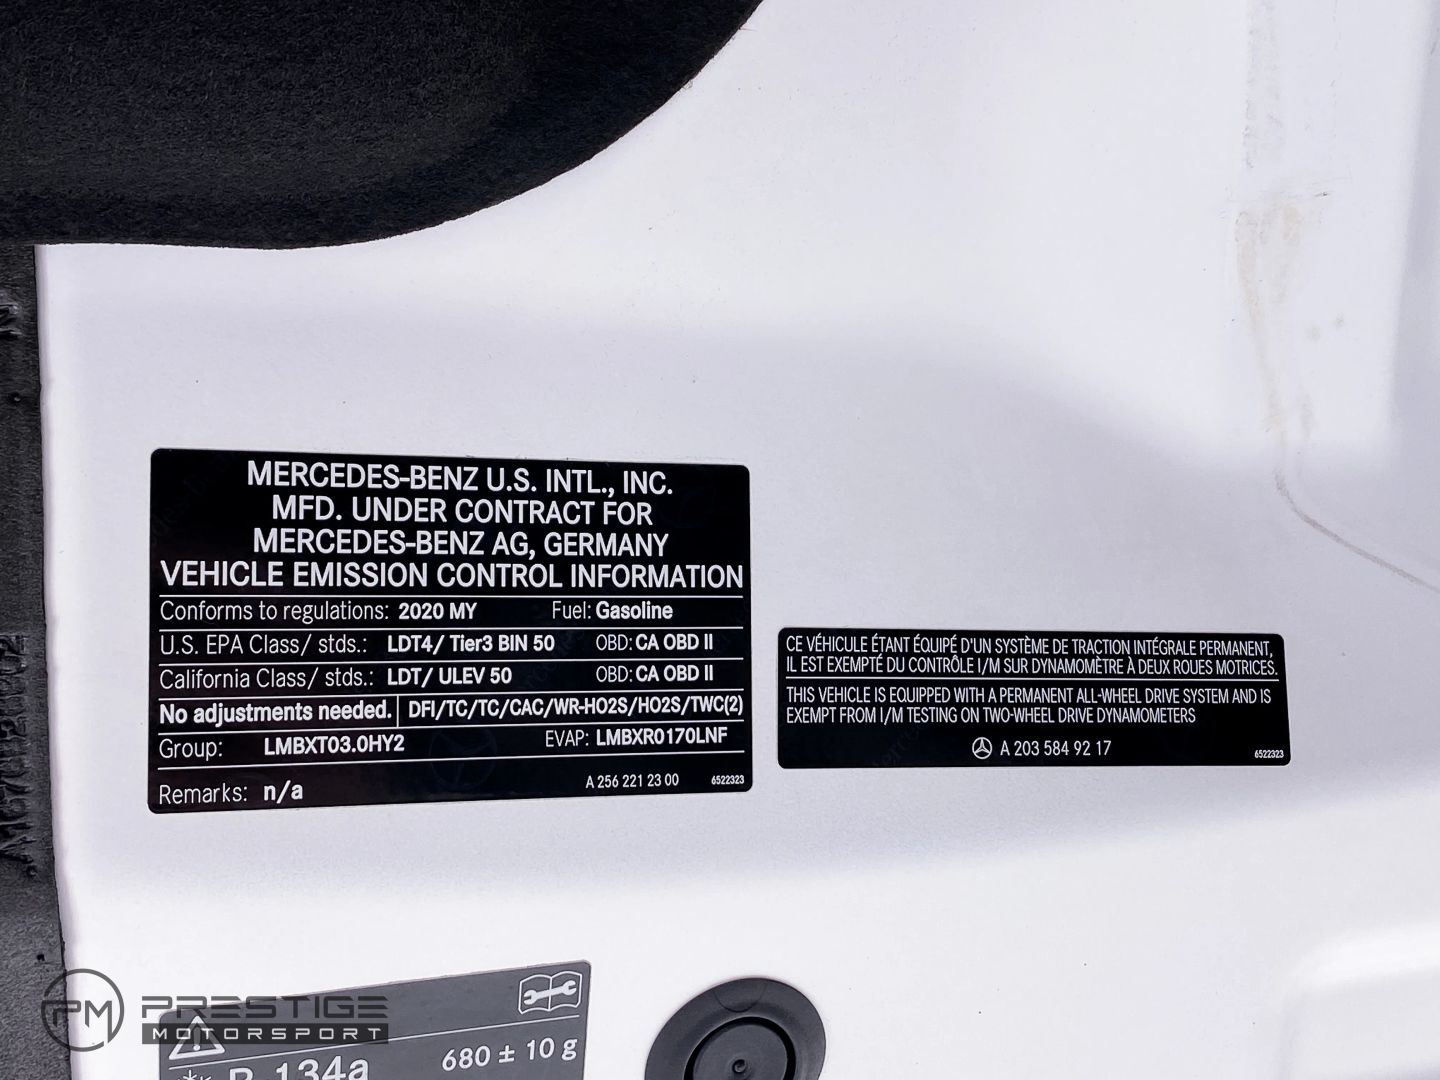 MERCEDES-BENZ U.S. INTL., INC.
MFD. UNDER CONTRACT FOR
MERCEDES-BENZ AG, GERMANY
VEHICLE EMISSION CONTROL INFORMATION
Conforms to regulations: 2020 MY Fuel: Gasoline
U.S. EPA Class/ stds.: LDT4/ Tier3 BIN 50 OBD: CA OBD II
California Class/ stds.: LDT/ ULEV 50 OBD: CA OBD II
No adjustments needed. DFI/TC/TC/CAC/WR-HO2S/HO2S/TWC(2)
Group: LMBXT03.0HY2 EVAP: LMBXR0170LNF
Remarks: n/a A 256 221 23 00 6522323
CE VÉHICULE ÉTANT ÉQUIPÉ D'UN SYSTÈME DE TRACTION INTÉGRALE PERMANENT,
IL EST EXEMPTÉ DU CONTRÔLE I/M SUR DYNAMOMÈTRE À DEUX ROUES MOTRICES.
THIS VEHICLE IS EQUIPPED WITH A PERMANENT ALL-WHEEL DRIVE SYSTEM AND IS
EXEMPT FROM I/M TESTING ON TWO-WHEEL DRIVE DYNAMOMETERS
A 203 584 92 17 6522323
PM PRESTIGE
MOTORSPORT
R-134a 680 ± 10 g